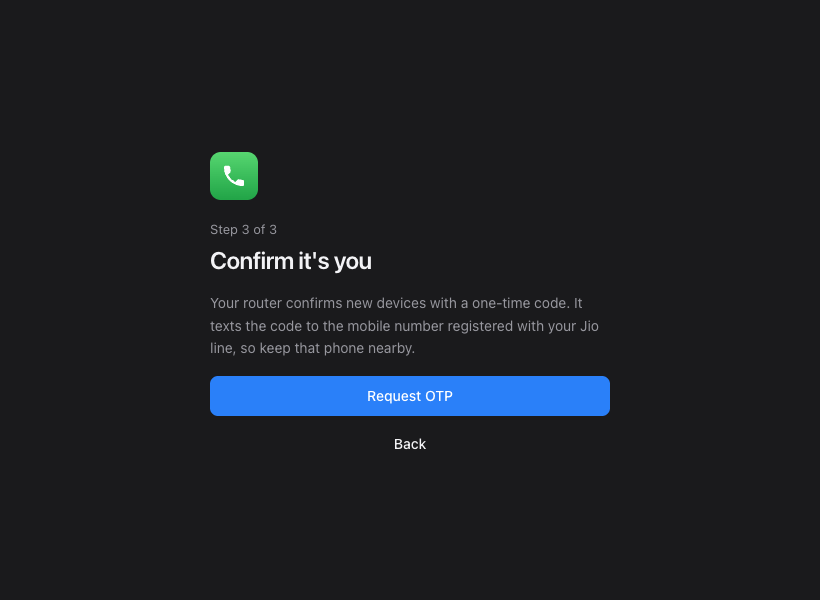 Step 3 of 3
Confirm it's you
Your router confirms new devices with a one-time code. It
texts the code to the mobile number registered with your Jio
line, so keep that phone nearby.
Request OTP
Back